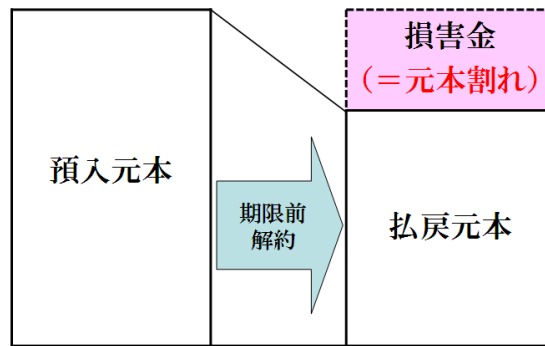 預入元本
期限前
解約
損害金
（＝元本割れ）
払戻元本